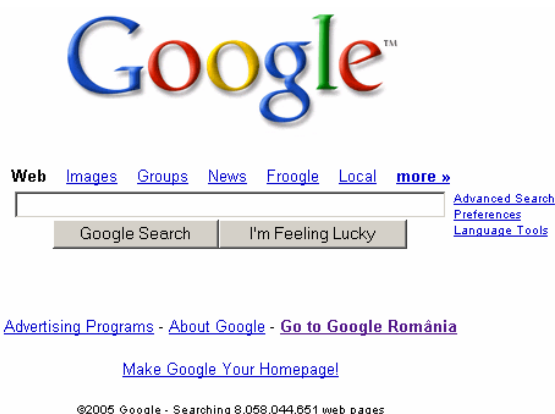 Google™
Web Images Groups News Froogle Local more »
Advanced Search
Preferences
Language Tools
Google Search I'm Feeling Lucky
Advertising Programs - About Google - Go to Google România
Make Google Your Homepage!
©2005 Google - Searching 8.058.044.651 web pages